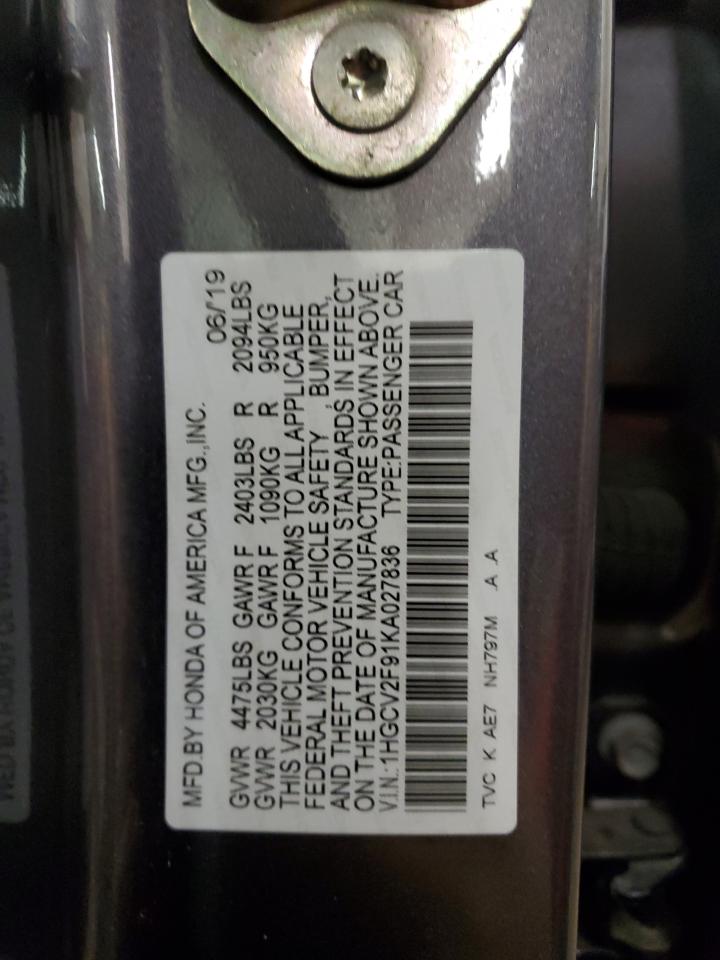 MFD.BY HONDA OF AMERICA MFG.,INC. 06/'19
GVWR 4475LBS GAWR F 2403LBS R 2094LBS
GVWR 2030KG GAWR F 1090KG R 950KG
THIS VEHICLE CONFORMS TO ALL APPLICABLE
FEDERAL MOTOR VEHICLE SAFETY , BUMPER,
AND THEFT PREVENTION STANDARDS IN EFFECT
ON THE DATE OF MANUFACTURE SHOWN ABOVE.
V.I.N.:1HGCV2F91KA027836 TYPE:PASSENGER CAR
TVC K AE7 NH797M .A .A